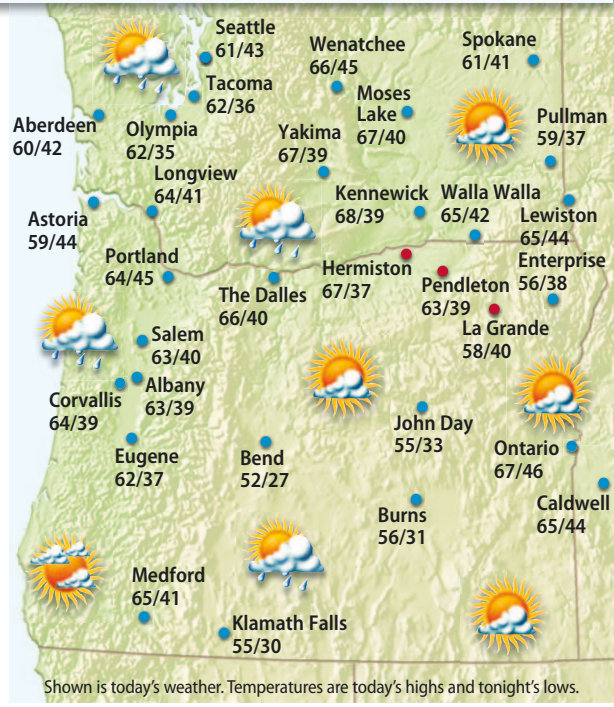 Seattle
61/43
Wenatchee
66/45
Spokane
61/41
Tacoma
62/36
Moses
Lake
67/40
Aberdeen
60/42
Olympia
62/35
Yakima
67/39
Pullman
59/37
Longview
64/41
Kennewick
68/39
Walla Walla
65/42
Lewiston
65/44
Astoria
59/44
Portland
64/45
The Dalles
66/40
Hermiston
67/37
Pendleton
63/39
Enterprise
56/38
La Grande
58/40
Salem
63/40
Albany
63/39
Corvallis
64/39
John Day
55/33
Eugene
62/37
Bend
52/27
Ontario
67/46
Caldwell
65/44
Burns
56/31
Medford
65/41
Klamath Falls
55/30
Shown is today's weather. Temperatures are today's highs and tonight's lows.